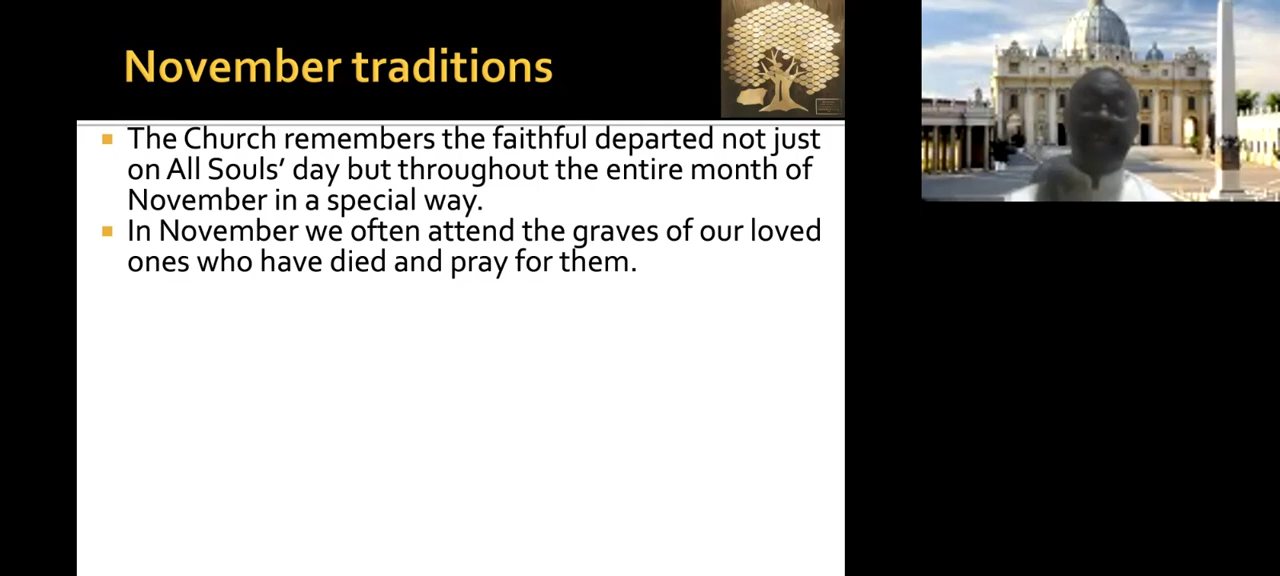 November traditions
The Church remembers the faithful departed not just
on All Souls’ day but throughout the entire month of
November in a special way.
In November we often attend the graves of our loved
ones who have died and pray for them.